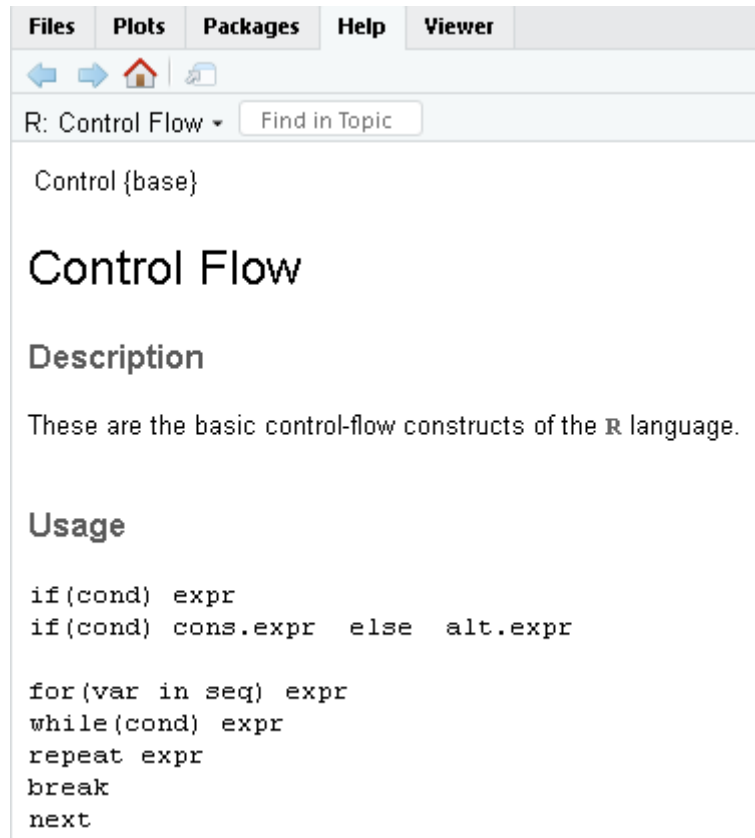 Files Plots Packages Help Viewer
R: Control Flow Find in Topic
Control {base}
Control Flow
Description
These are the basic control-flow constructs of the R language.
Usage
if(cond) expr
if(cond) cons.expr  else  alt.expr
for(var in seq) expr
while(cond) expr
repeat expr
break
next